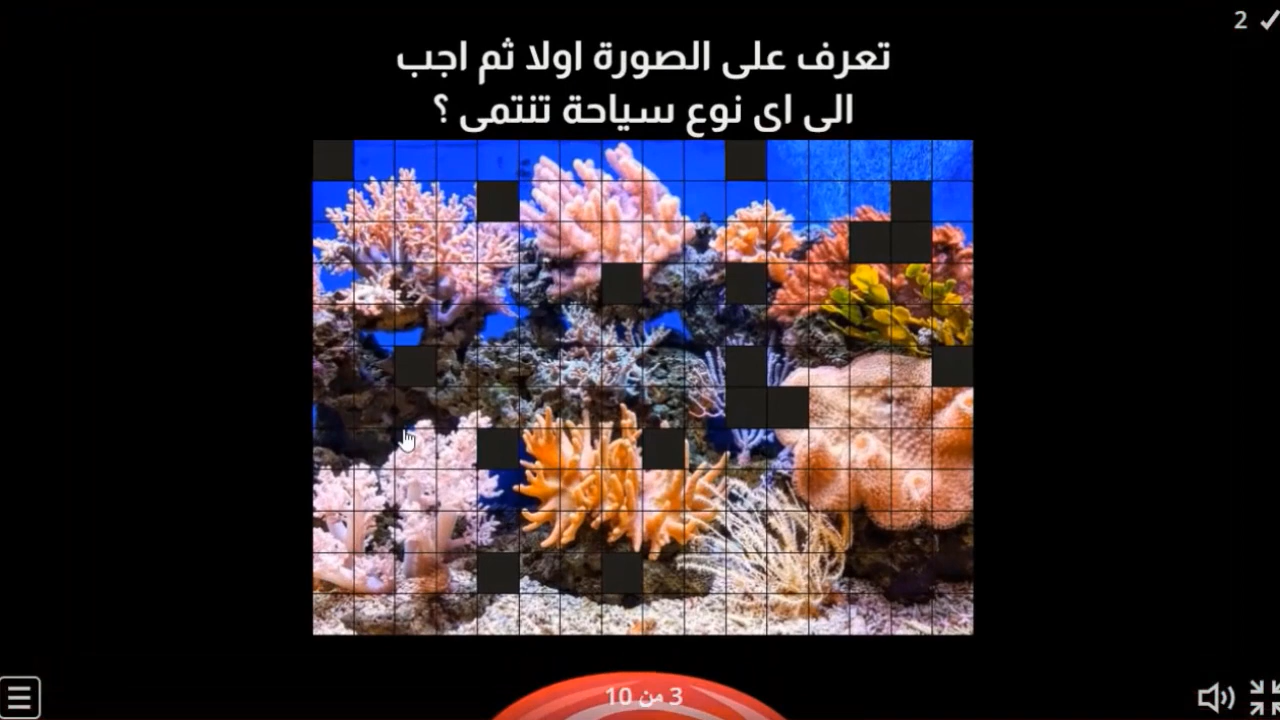 2
تعرف على الصورة اولا ثم اجب
الى اى نوع سياحة تنتمى ؟
3 من 10